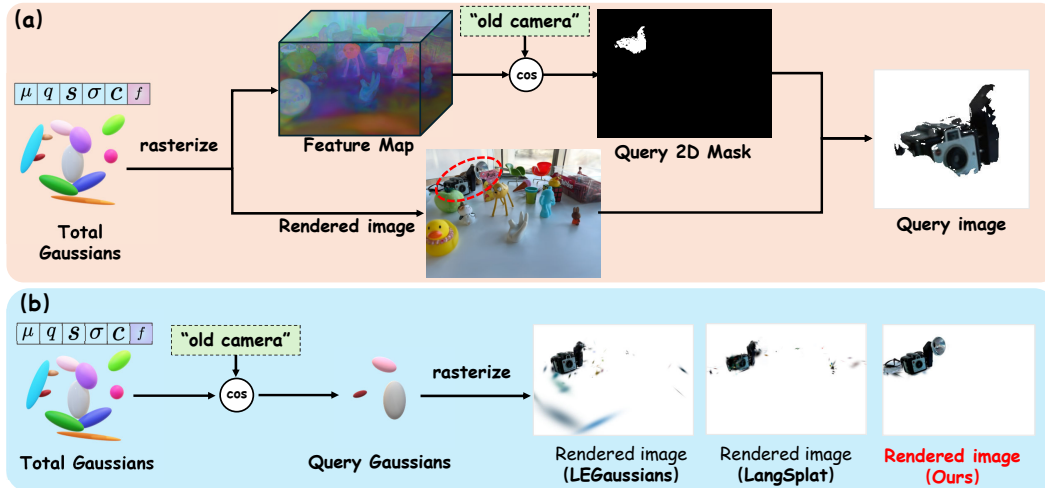 (a)
"old camera"
cos
μ q s σ c f
rasterize
Feature Map
Query 2D Mask
Rendered image
Query image
Total
Gaussians
(b)
μ q s σ c f
"old camera"
cos
rasterize
Total Gaussians
Query Gaussians
Rendered image
(LEGaussians)
Rendered image
(LangSplat)
Rendered image
(Ours)